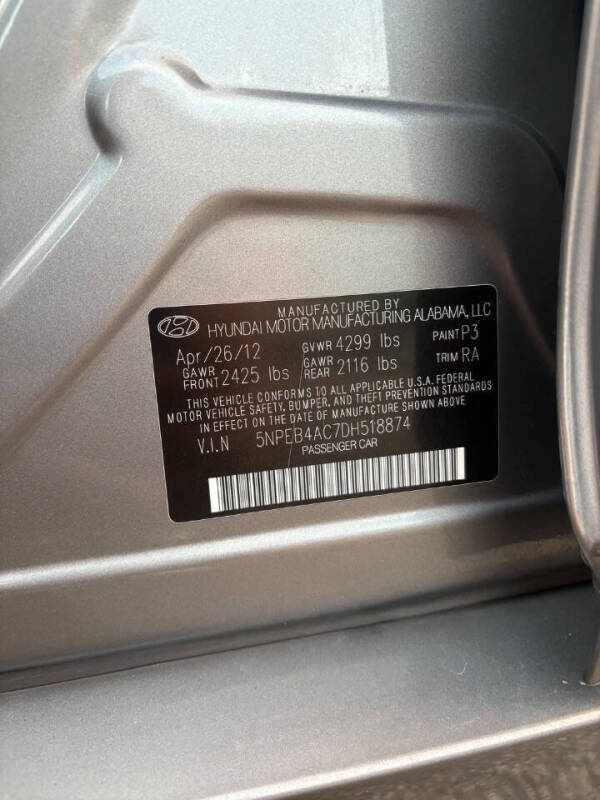 MANUFACTURED BY
HYUNDAI MOTOR MANUFACTURING ALABAMA, LLC
Apr/26/12 GVWR 4299 lbs PAINT P3
GAWR FRONT 2425 lbs GAWR REAR 2116 lbs TRIM RA
THIS VEHICLE CONFORMS TO ALL APPLICABLE U.S.A. FEDERAL
MOTOR VEHICLE SAFETY, BUMPER, AND THEFT PREVENTION STANDARDS
IN EFFECT ON THE DATE OF MANUFACTURE SHOWN ABOVE
V.I.N 5NPEB4AC7DH518874
PASSENGER CAR